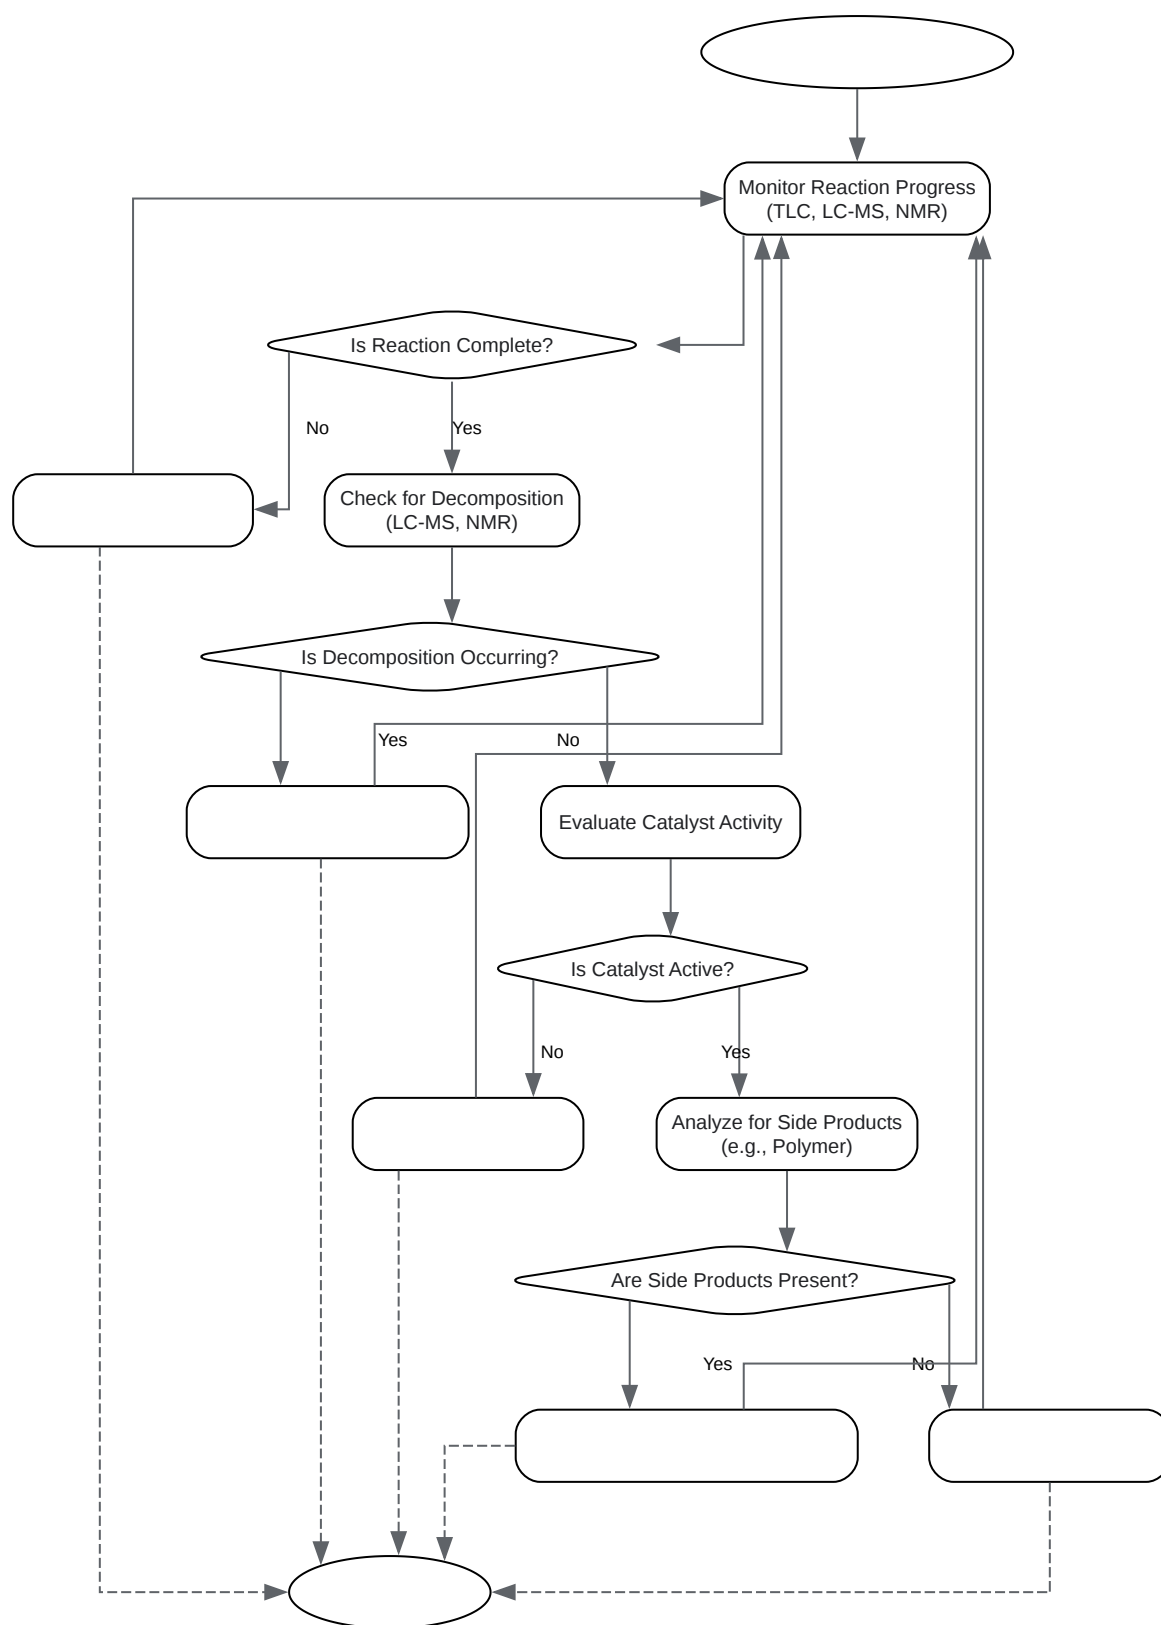 Monitor Reaction Progress
(TLC, LC-MS, NMR)
Is Reaction Complete?
No
Yes
Check for Decomposition
(LC-MS, NMR)
Is Decomposition Occurring?
Yes
No
Evaluate Catalyst Activity
Is Catalyst Active?
No
Yes
Analyze for Side Products
(e.g., Polymer)
Are Side Products Present?
Yes
No